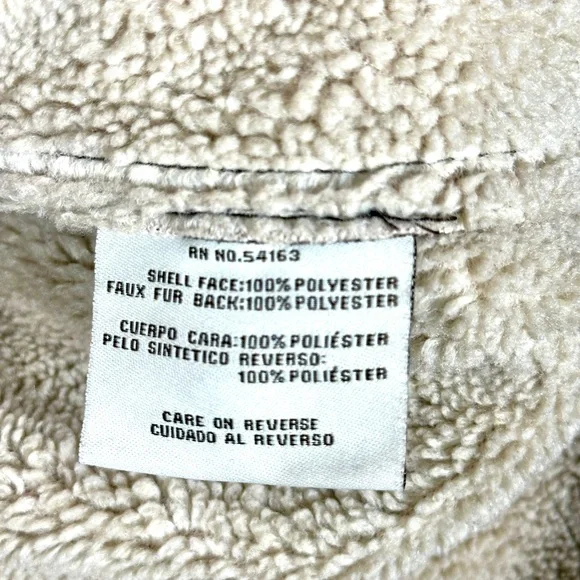 RN NO.54163
SHELL FACE:100% POLYESTER
FAUX FUR BACK:100% POLYESTER
CUERPO CARA:100% POLIÉSTER
PELO SINTETICO REVERSO:
100% POLIÉSTER
CARE ON REVERSE
CUIDADO AL REVERSO